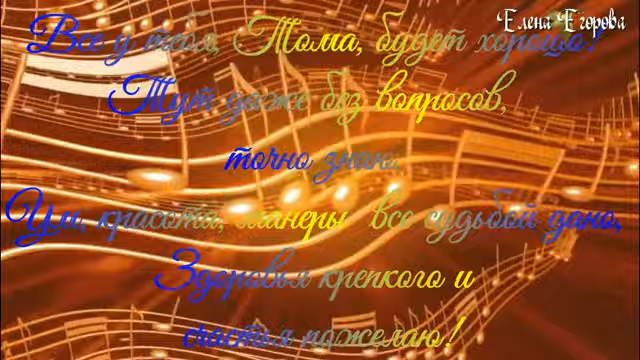 Елена Егорова
Все у тебя, Тома, будет хорошо!
Тут даже без вопросов,
точно знаю.
Ум, красота, манеры все судьбой дано,
Здоровья крепкого и
счастья пожелаю!